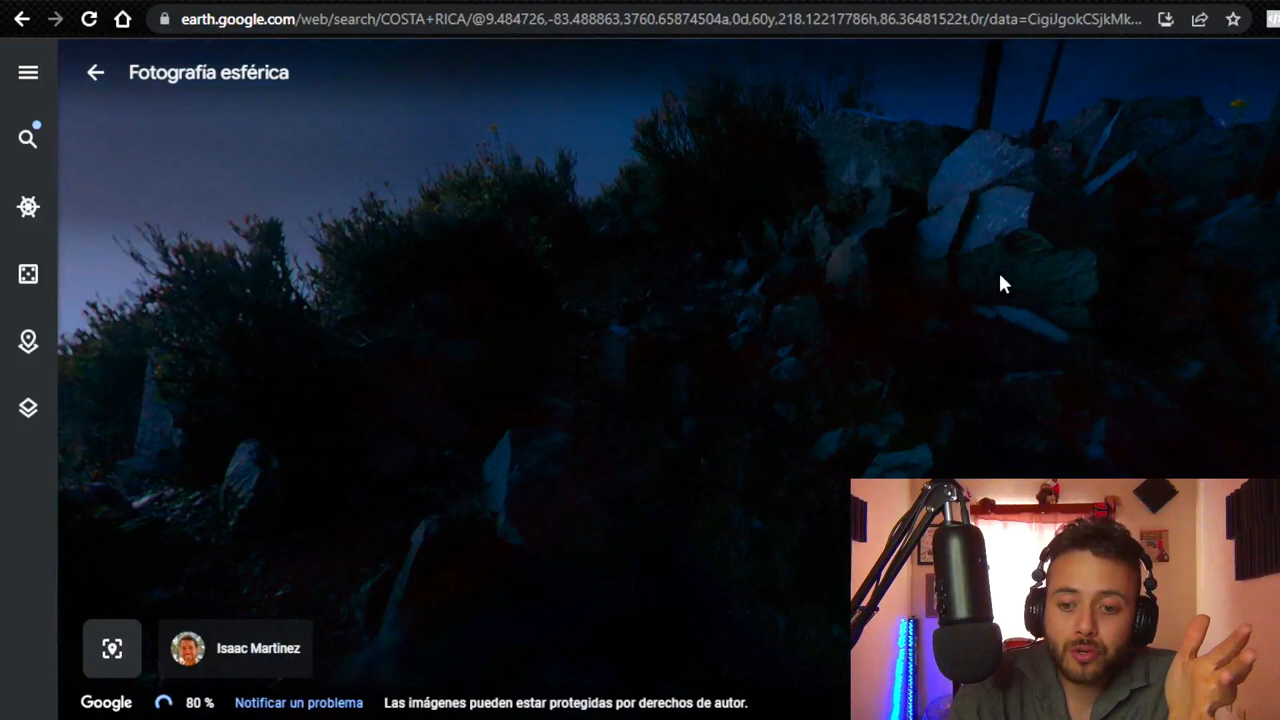 earth.google.com/web/search/COSTA+RICA/@9.484726,-83.488863,3760.65874504a,0d,60y,218.12217786h,86.36481522t,0r/data=CigiJgokCSjkMk...
Fotografía esférica
Isaac Martinez
Google 80 % Notificar un problema Las imágenes pueden estar protegidas por derechos de autor.